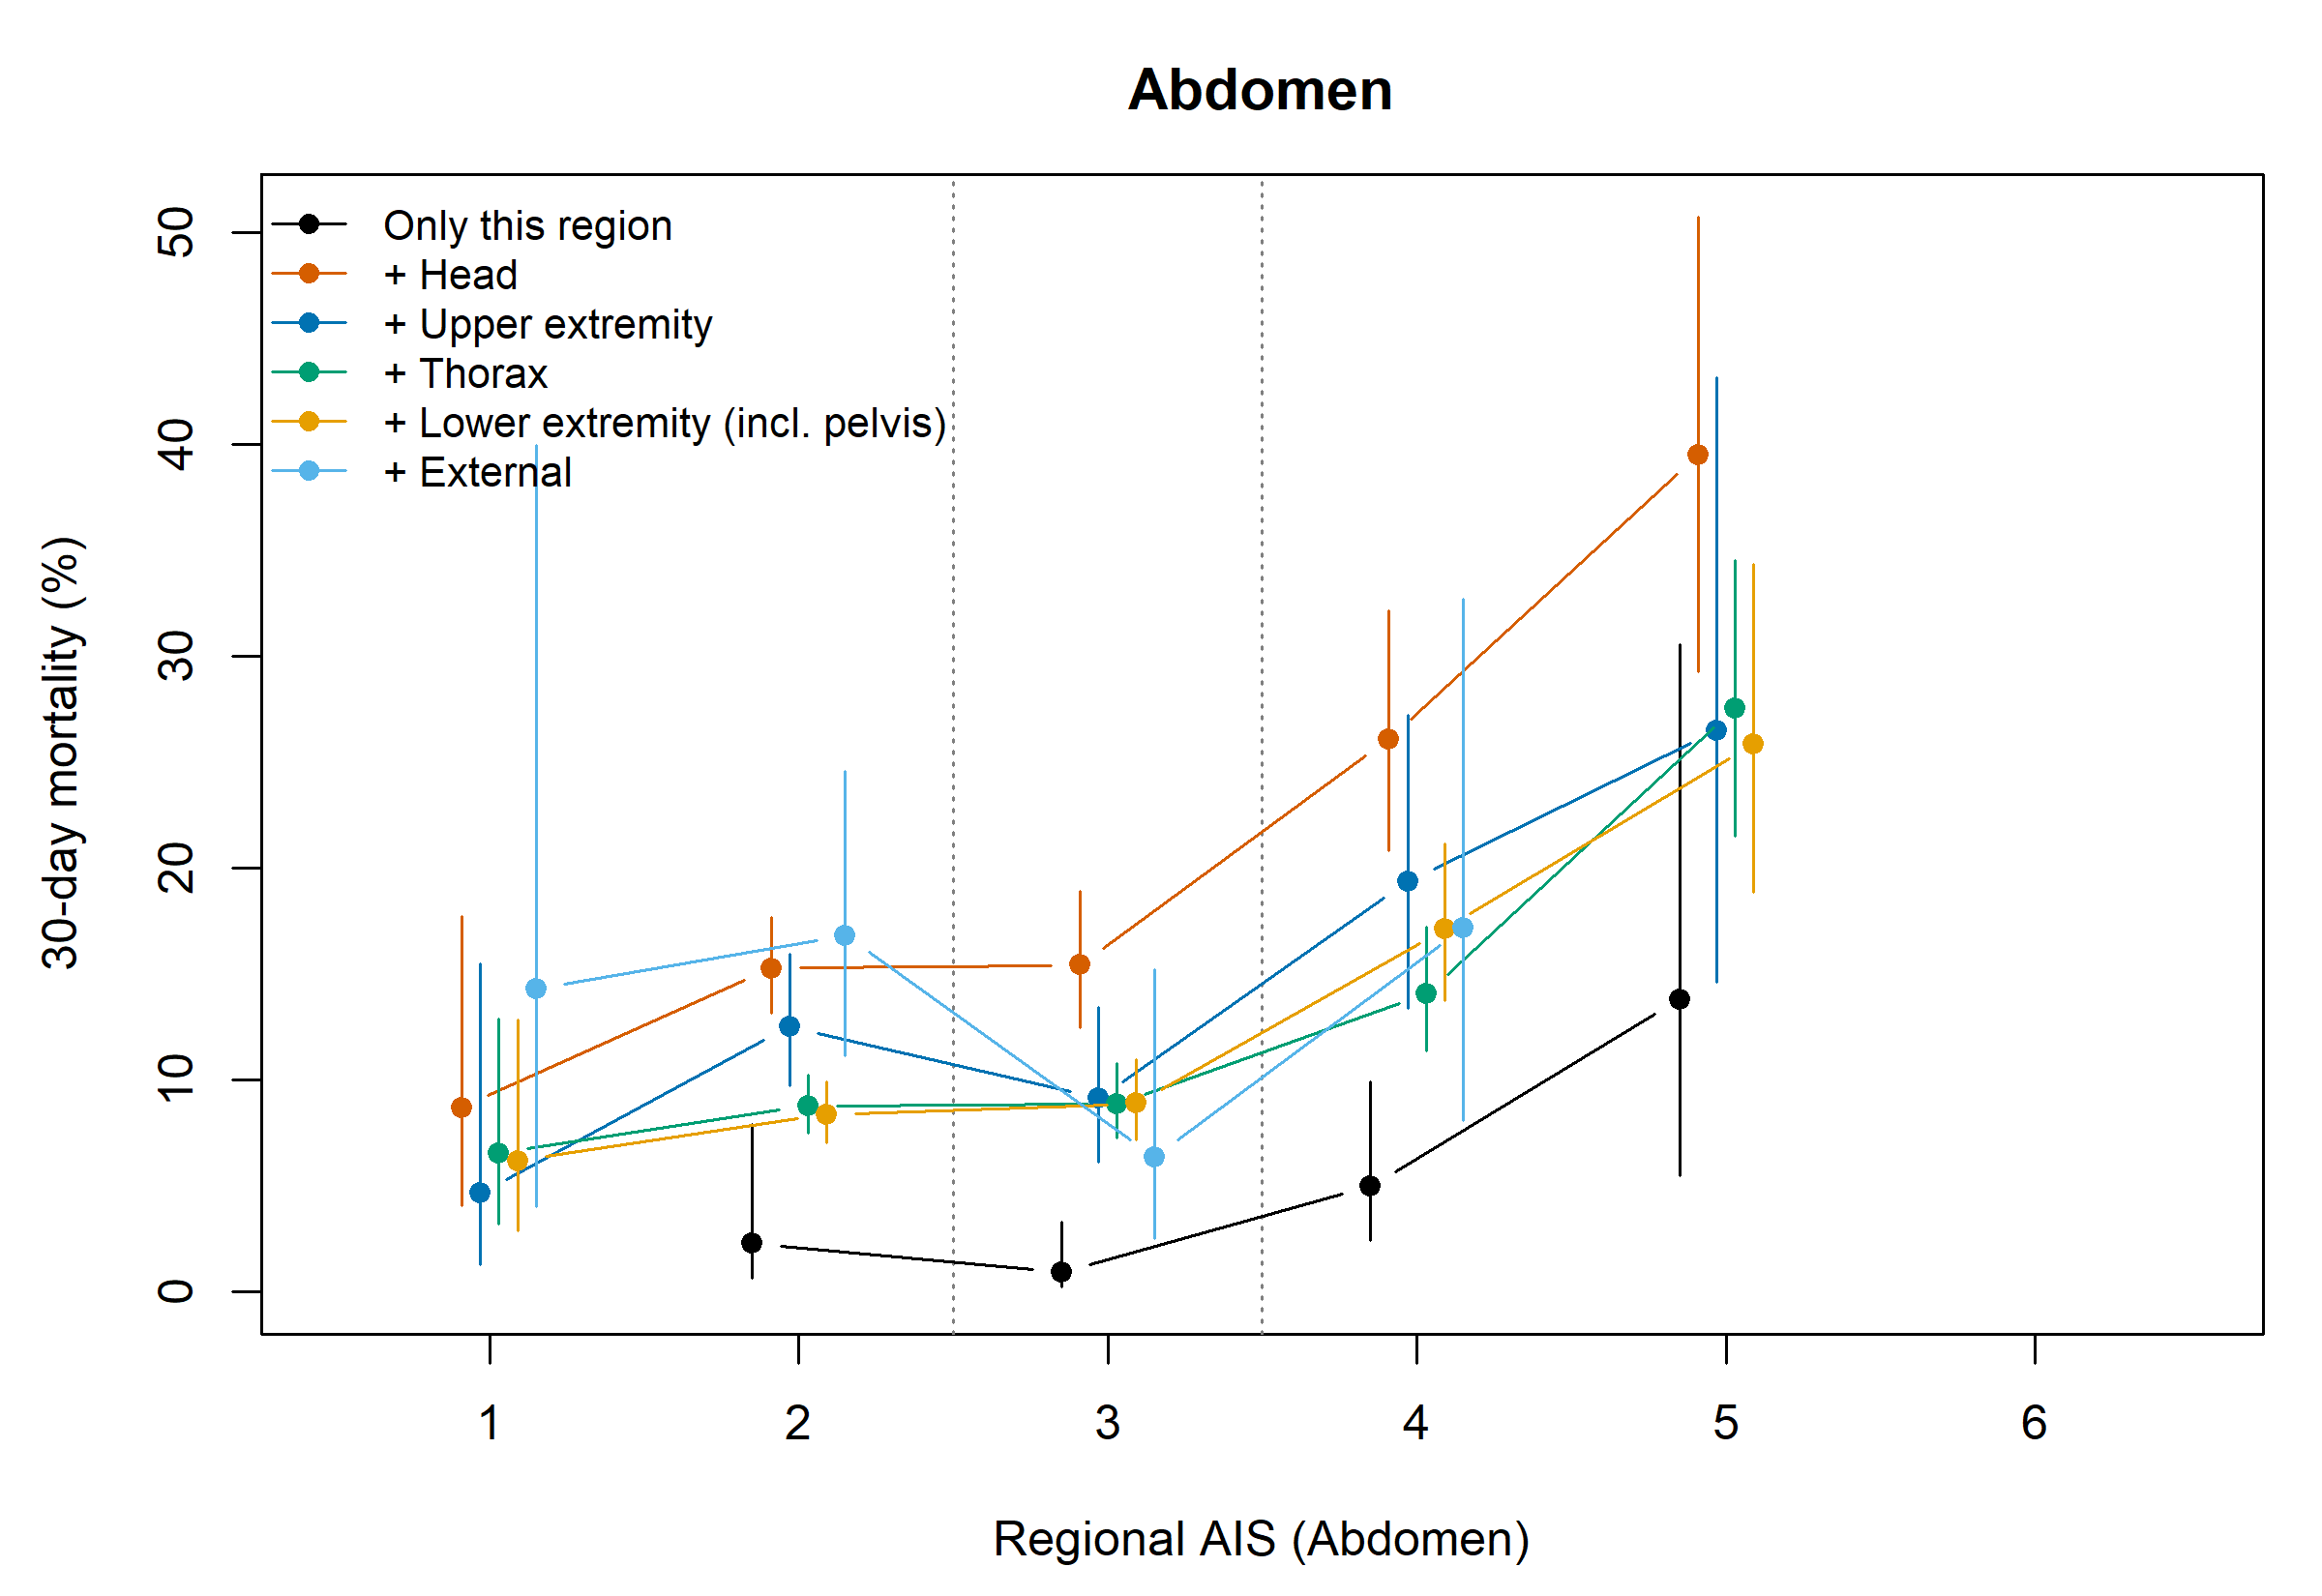 Abdomen
Only this region
+ Head
+ Upper extremity
+ Thorax
+ Lower extremity (incl. pelvis)
+ External
30-day mortality (%)
50
40
30
20
10
0
1 2 3 4 5 6
Regional AIS (Abdomen)